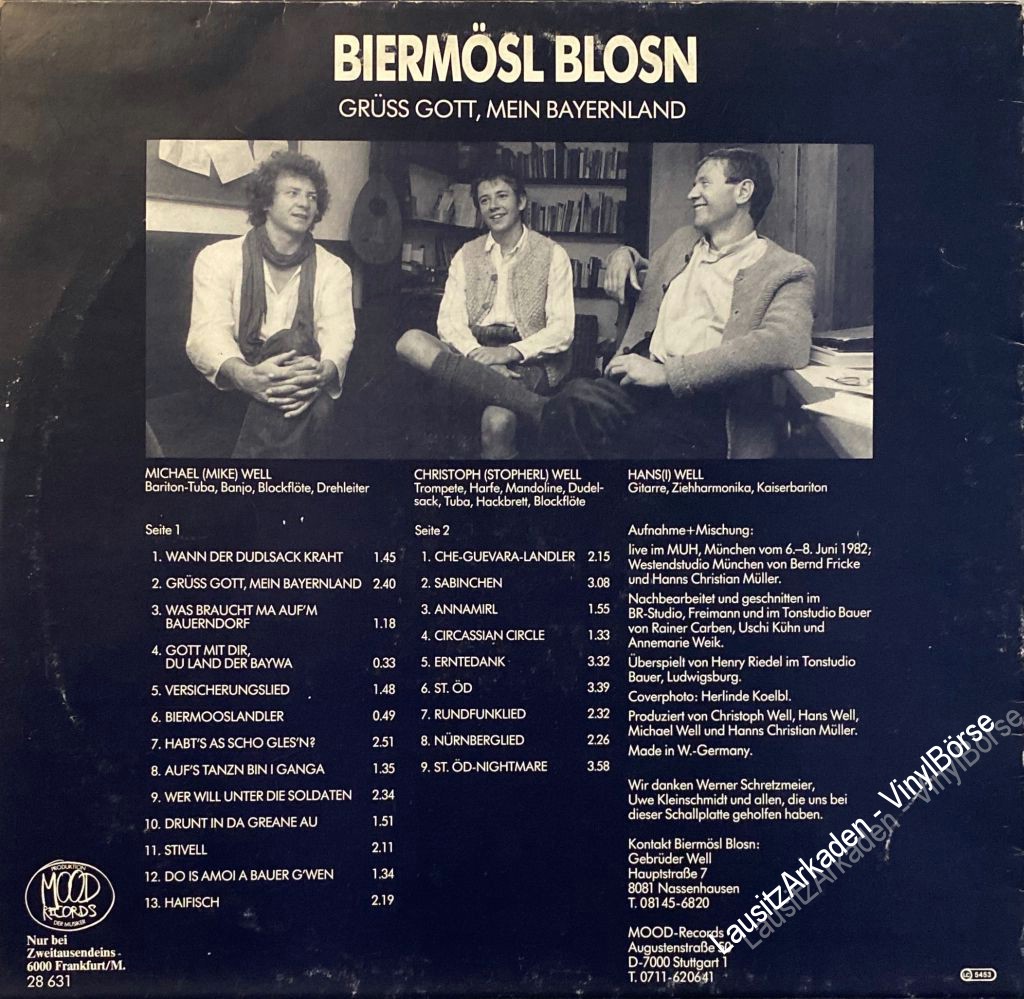 BIERMÖSL BLOSN
GRÜSS GOTT, MEIN BAYERNLAND
MICHAEL (MIKE) WELL
Bariton-Tuba, Banjo, Blockflöte, Drehleiter
CHRISTOPH (STOPHERL) WELL
Trompete, Harfe, Mandoline, Dudel-
sack, Tuba, Hackbrett, Blockflöte
HANS(I) WELL
Gitarre, Ziehharmonika, Kaiserbariton
Seite 1
1. WANN DER DUDLSACK KRAHT 1.45
2. GRÜSS GOTT, MEIN BAYERNLAND 2.40
3. WAS BRAUCHT MA AUF'M
BAUERNDORF 1.18
4. GOTT MIT DIR,
DU LAND DER BAYWA 0.33
5. VERSICHERUNGSLIED 1.48
6. BIERMOOSLANDLER 0.49
7. HABT'S AS SCHO GLES'N? 2.51
8. AUF'S TANZN BIN I GANGA 1.35
9. WER WILL UNTER DIE SOLDATEN 2.34
10. DRUNT IN DA GREANE AU 1.51
11. STIVELL 2.11
12. DO IS AMOI A BAUER G'WEN 1.34
13. HAIFISCH 2.19
Seite 2
1. CHE-GUEVARA-LANDLER 2.15
2. SABINCHEN 3.08
3. ANNAMIRL 1.55
4. CIRCASSIAN CIRCLE 1.33
5. ERNTEDANK 3.32
6. ST. ÖD 3.39
7. RUNDFUNKLIED 2.32
8. NÜRNBERGLIED 2.26
9. ST. ÖD-NIGHTMARE 3.58
Aufnahme+Mischung:
live im MUH, München vom 6.–8. Juni 1982;
Westendstudio München von Bernd Fricke
und Hanns Christian Müller.
Nachbearbeitet und geschnitten im
BR-Studio, Freimann und im Tonstudio Bauer
von Rainer Carben, Uschi Kühn und
Annemarie Weik.
Überspielt von Henry Riedel im Tonstudio
Bauer, Ludwigsburg.
Coverphoto: Herlinde Koelbl.
Produziert von Christoph Well, Hans Well,
Michael Well und Hanns Christian Müller.
Made in W.-Germany.
Wir danken Werner Schretzmeier,
Uwe Kleinschmidt und allen, die uns bei
dieser Schallplatte geholfen haben.
Kontakt Biermösl Blosn:
Gebrüder Well
Hauptstraße 7
8081 Nassenhausen
T. 08145-6820
MOOD-Records
Augustenstraße
D-7000 Stuttgart 1
T. 0711-620641
PRODUKTION
MOOD
RECORDS
DER MUSIKER
Nur bei
Zweitausendeins
6000 Frankfurt/M.
28 631
LC 5453
LausitzArkaden - VinylBörse